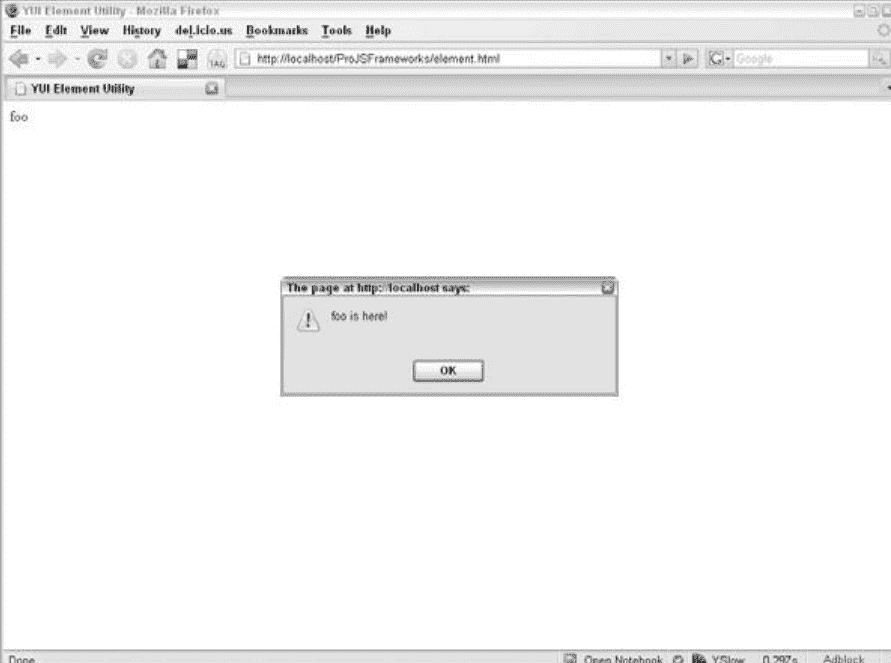 YUI Element Utility - Mozilla Firefox
File Edit View History del.icio.us Bookmarks Tools Help
TAG http://localhost/ProJSFrameworks/element.html G Google
YUI Element Utility
foo
The page at http://localhost says:
foo is here!
OK
Done Open Notebook YSlow 0.297s Adblock